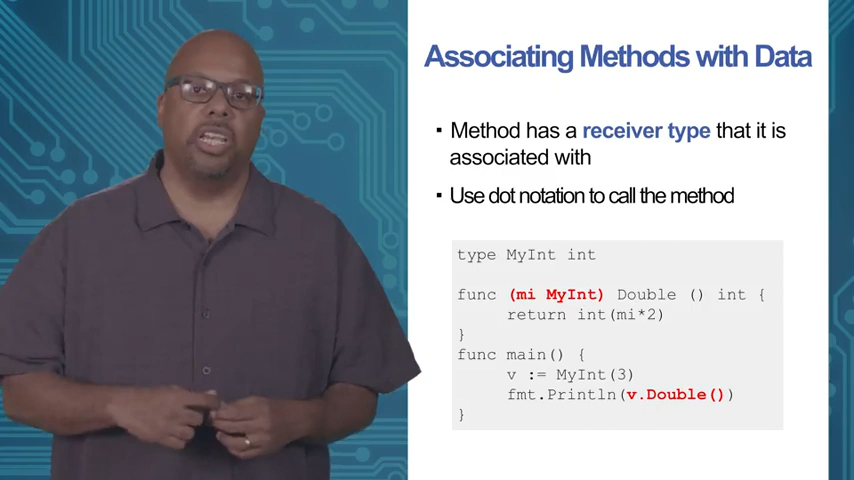 Associating Methods with Data
▪ Method has a receiver type that it is
associated with
▪ Use dot notation to call the method
type MyInt int
func (mi MyInt) Double () int {
return int(mi*2)
}
func main() {
v := MyInt(3)
fmt.Println(v.Double())
}